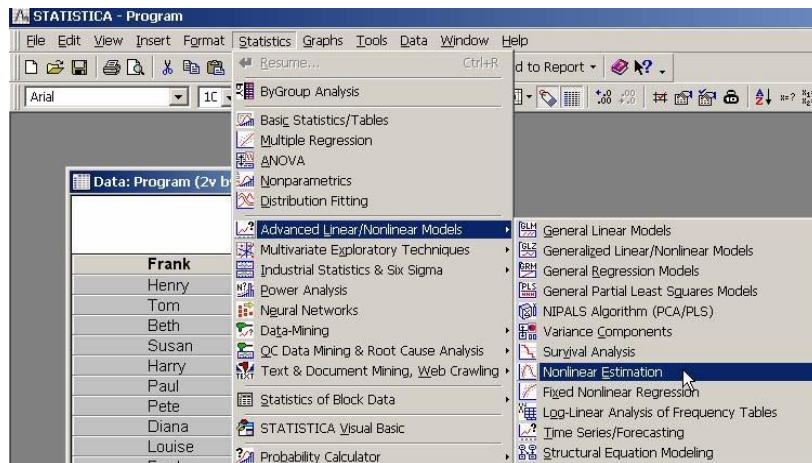 STATISTICA - Program
File Edit View Insert Format Statistics Graphs Tools Data Window Help
Resume... Ctrl+R
d to Report
Arial 10
ByGroup Analysis
Basic Statistics/Tables
Multiple Regression
ANOVA
Nonparametrics
Distribution Fitting
Data: Program (2v b
Advanced Linear/Nonlinear Models
Multivariate Exploratory Techniques
Industrial Statistics & Six Sigma
Power Analysis
Neural Networks
Data-Mining
QC Data Mining & Root Cause Analysis
Text & Document Mining, Web Crawling
Statistics of Block Data
STATISTICA Visual Basic
Probability Calculator
General Linear Models
Generalized Linear/Nonlinear Models
General Regression Models
General Partial Least Squares Models
NIPALS Algorithm (PCA/PLS)
Variance Components
Survival Analysis
Nonlinear Estimation
Fixed Nonlinear Regression
Log-Linear Analysis of Frequency Tables
Time Series/Forecasting
Structural Equation Modeling
Frank
Henry
Tom
Beth
Susan
Harry
Paul
Pete
Diana
Louise